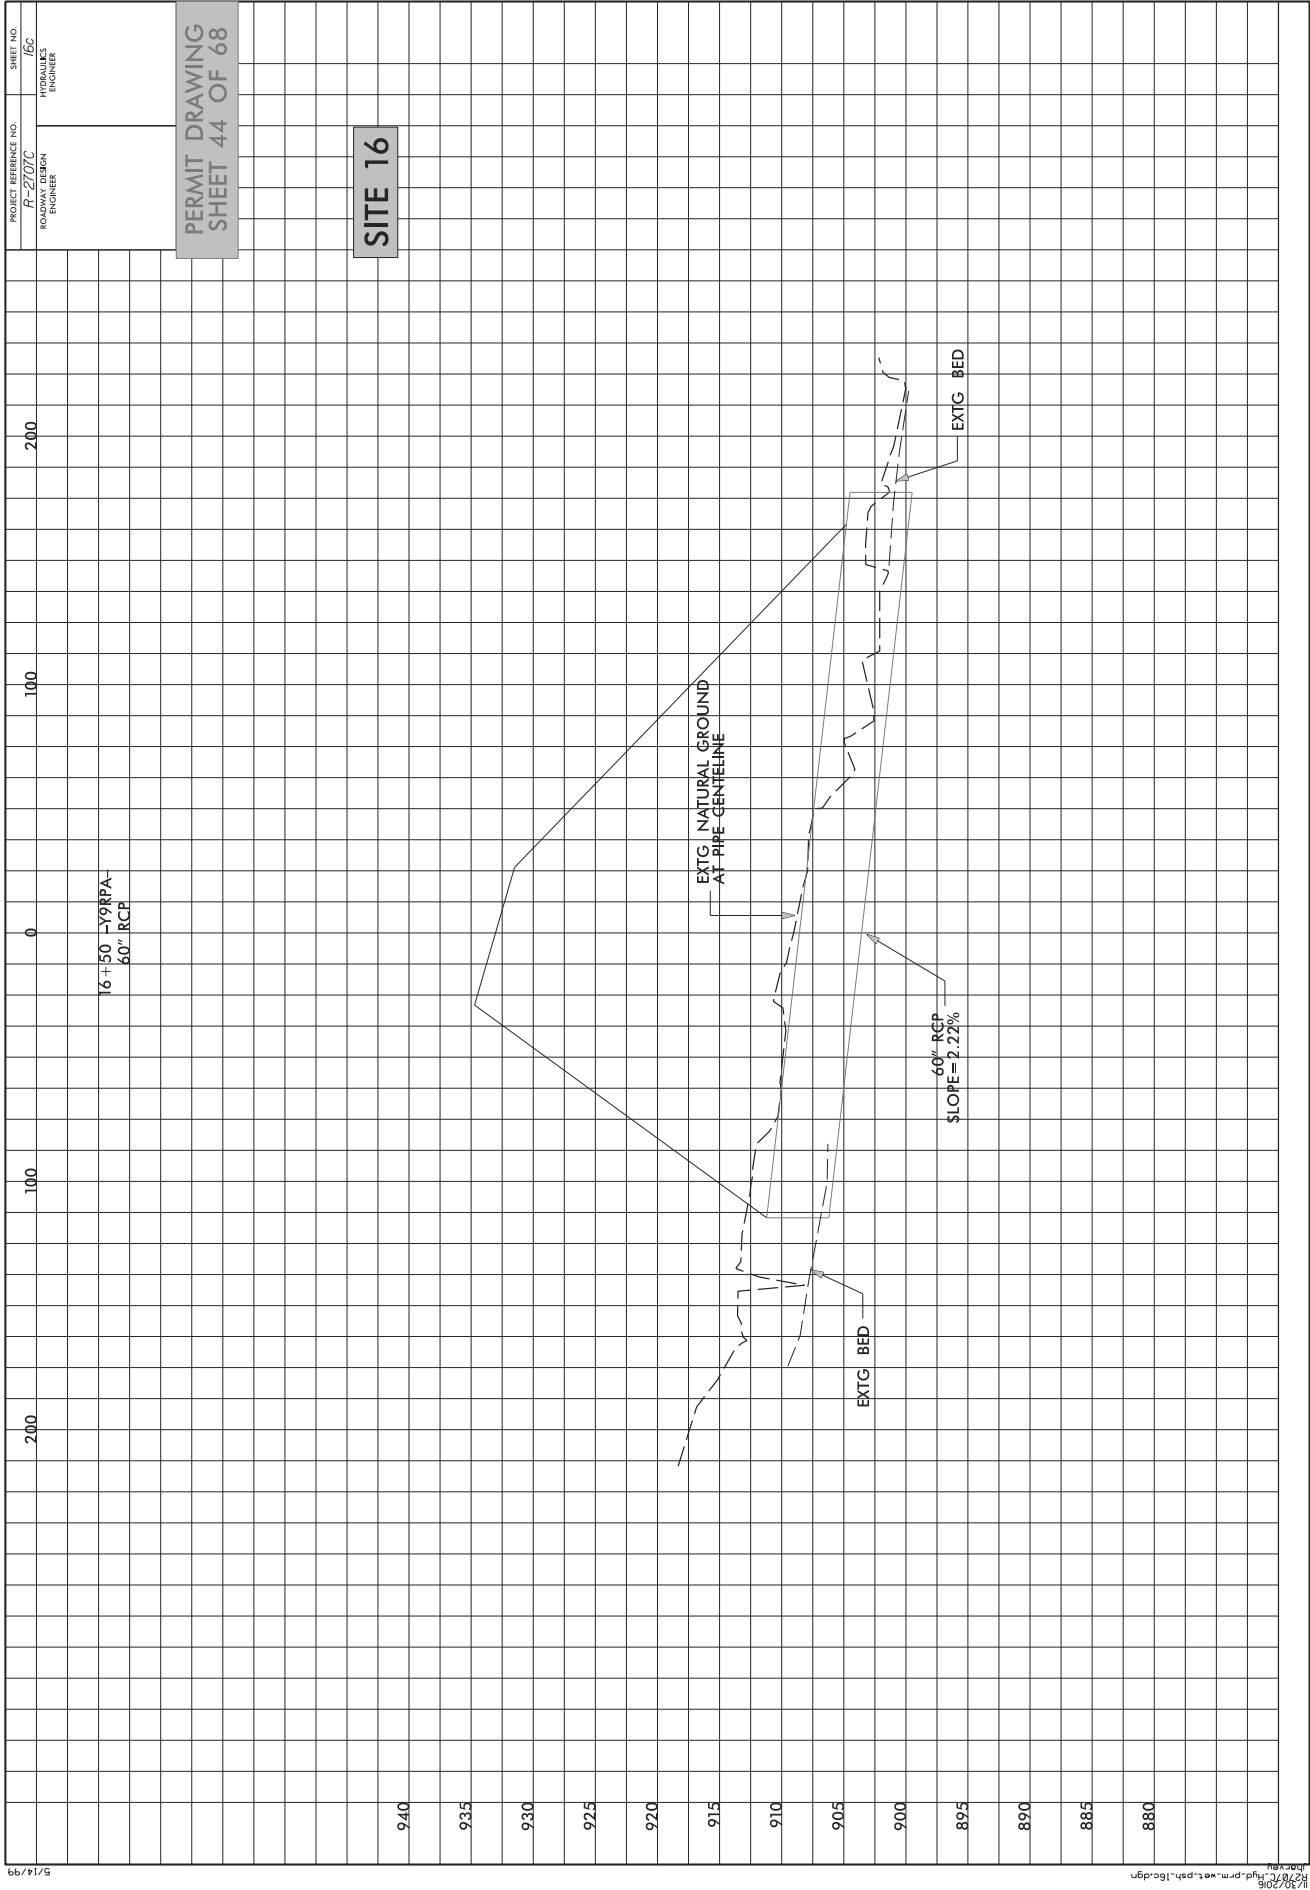 5/14/99
PROJECT REFERENCE NO.
SHEET NO.
R-2707C
16C
ROADWAY DESIGN
ENGINEER
HYDRAULICS
ENGINEER
PERMIT DRAWING
SHEET 44 OF 68
SITE 16
200
100
0
100
200
16+50 -Y9RPA-
60" RCP
940
935
930
925
920
915
910
905
900
895
890
885
880
EXTG NATURAL GROUND
AT PIPE CENTELINE
EXTG BED
60" RCP
SLOPE=2.22%
EXTG BED
11/30/2016
R2707C_Hyd_prm_wet_psh_16c.dgn
jharvey